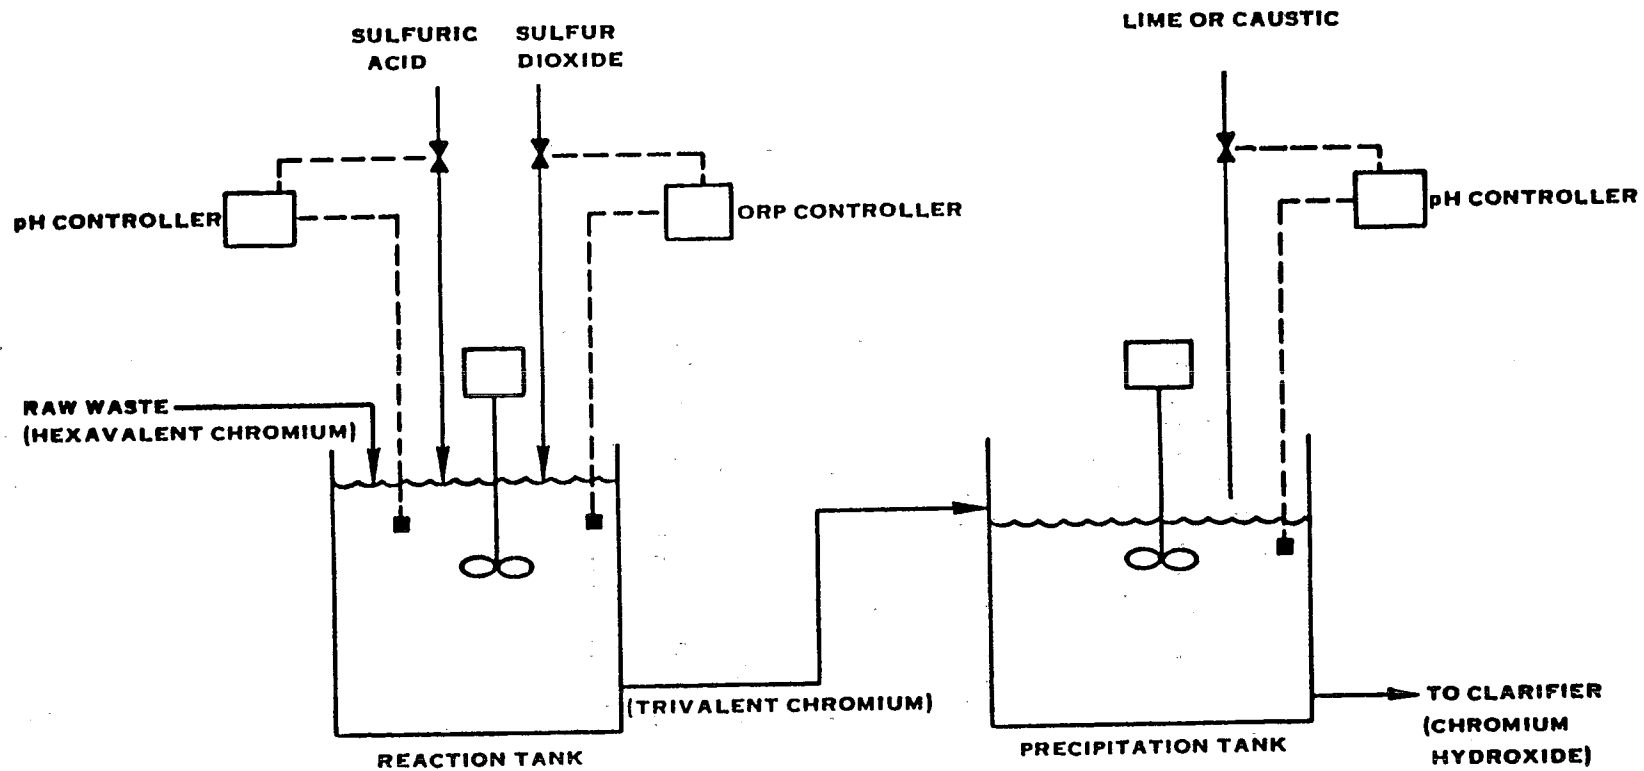 SULFURIC
ACID
SULFUR
DIOXIDE
LIME OR CAUSTIC
pH CONTROLLER
ORP CONTROLLER
pH CONTROLLER
RAW WASTE
(HEXAVALENT CHROMIUM)
(TRIVALENT CHROMIUM)
TO CLARIFIER
(CHROMIUM
HYDROXIDE)
REACTION TANK
PRECIPITATION TANK